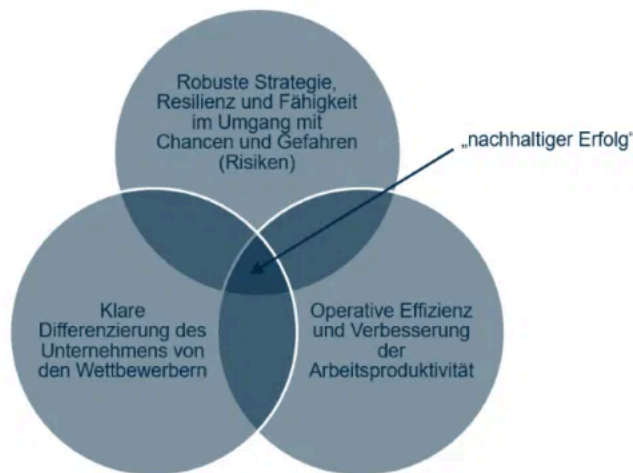 Robuste Strategie,
Resilienz und Fähigkeit
im Umgang mit
Chancen und Gefahren
(Risiken)
„nachhaltiger Erfolg“
Klare
Differenzierung des
Unternehmens von
den Wettbewerbern
Operative Effizienz
und Verbesserung
der
Arbeitsproduktivität